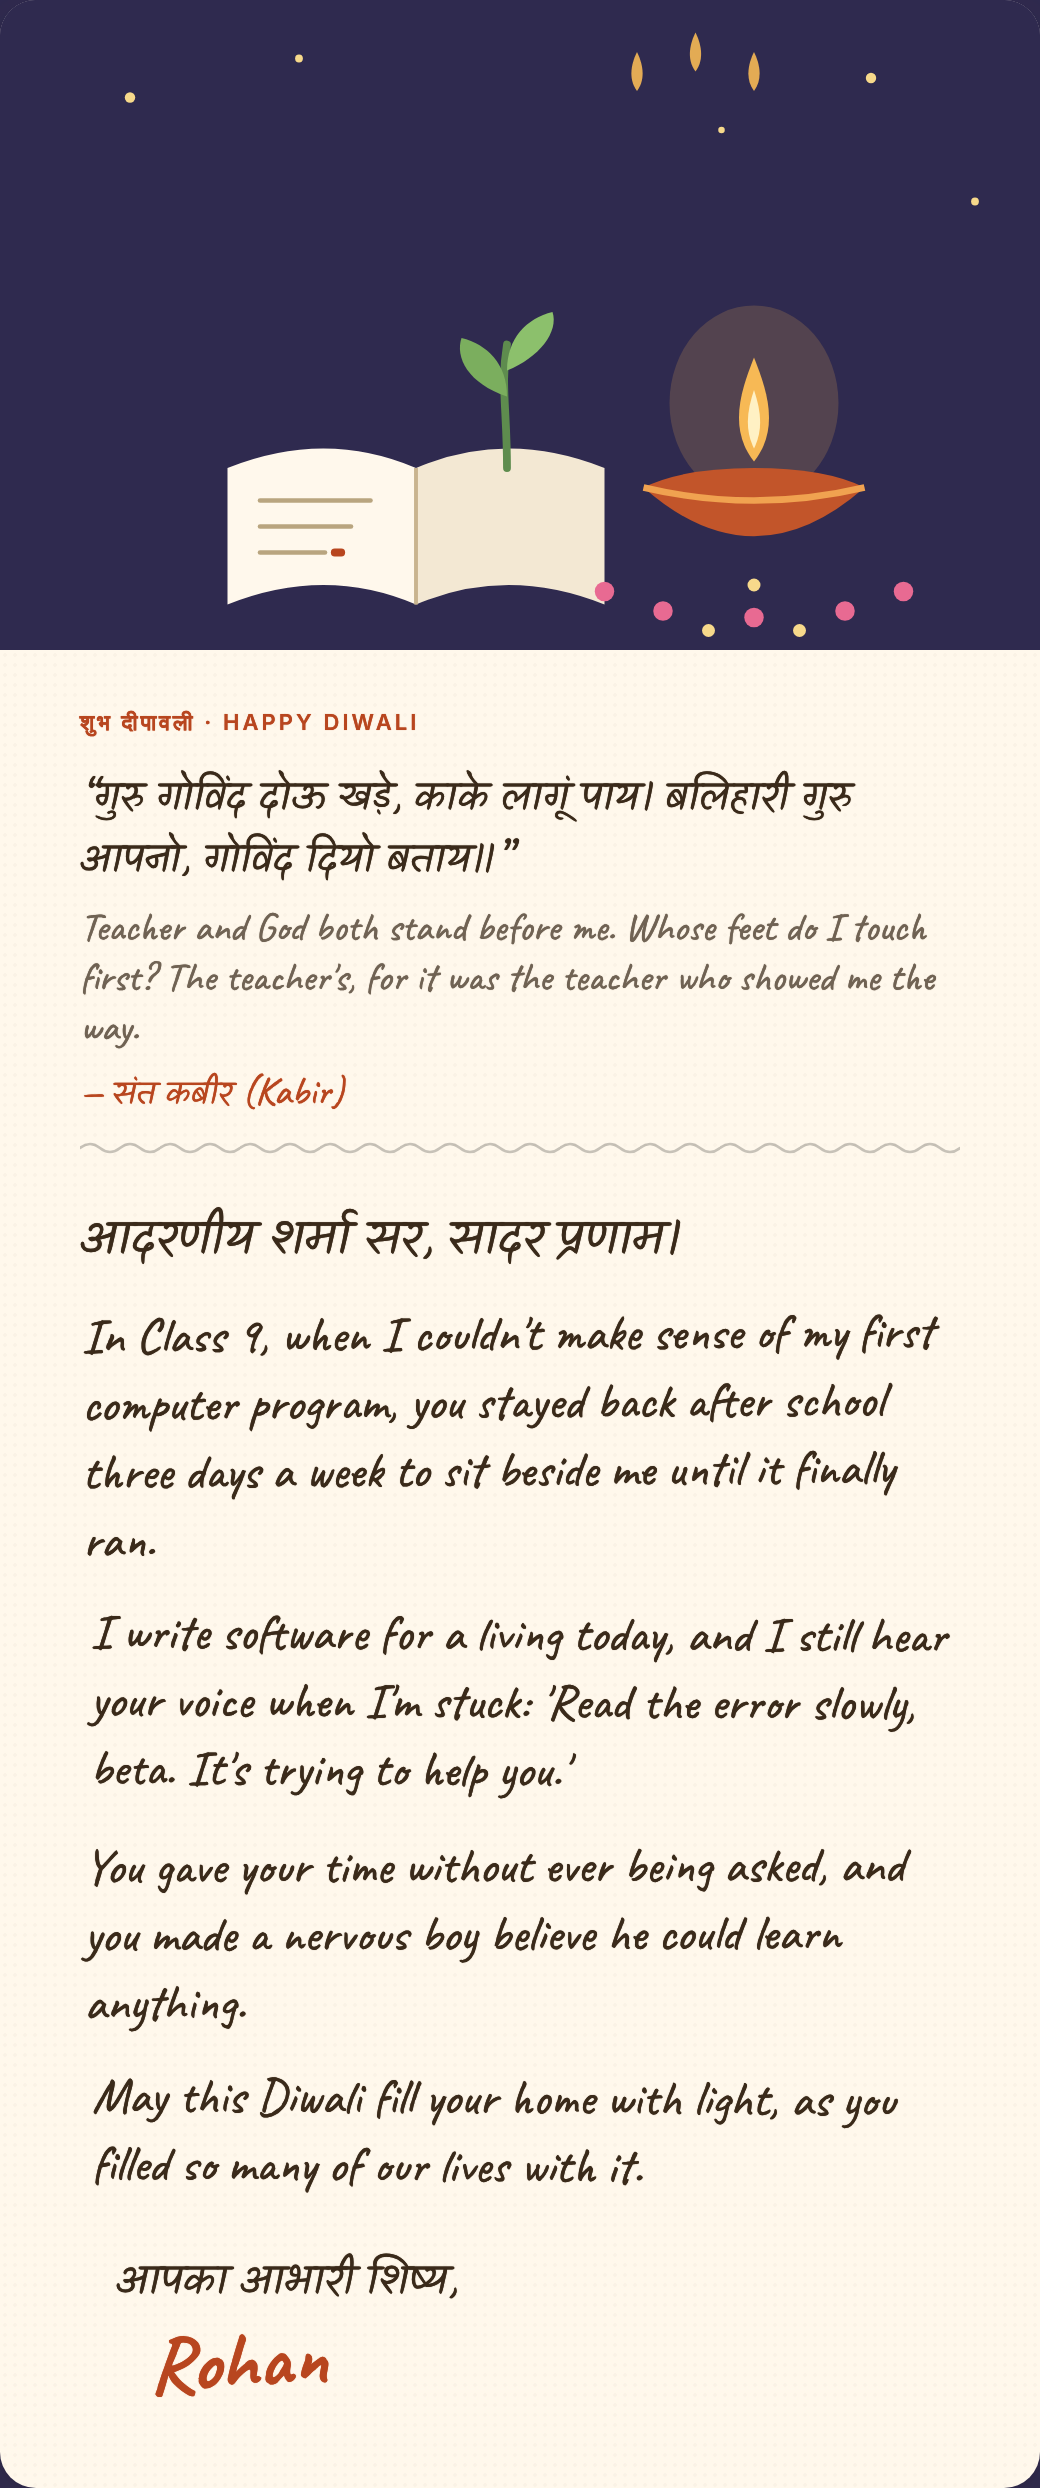 शुभ दीपावली · HAPPY DIWALI
“गुरु गोविंद दोऊ खड़े, काके लागूं पाय। बलिहारी गुरु
आपनो, गोविंद दियो बताय॥”
Teacher and God both stand before me. Whose feet do I touch
first? The teacher's, for it was the teacher who showed me the
way.
— संत कबीर (Kabir)
आदरणीय शर्मा सर, सादर प्रणाम।
In Class 9, when I couldn't make sense of my first
computer program, you stayed back after school
three days a week to sit beside me until it finally
ran.
I write software for a living today, and I still hear
your voice when I'm stuck: 'Read the error slowly,
beta. It's trying to help you.'
You gave your time without ever being asked, and
you made a nervous boy believe he could learn
anything.
May this Diwali fill your home with light, as you
filled so many of our lives with it.
आपका आभारी शिष्य,
Rohan